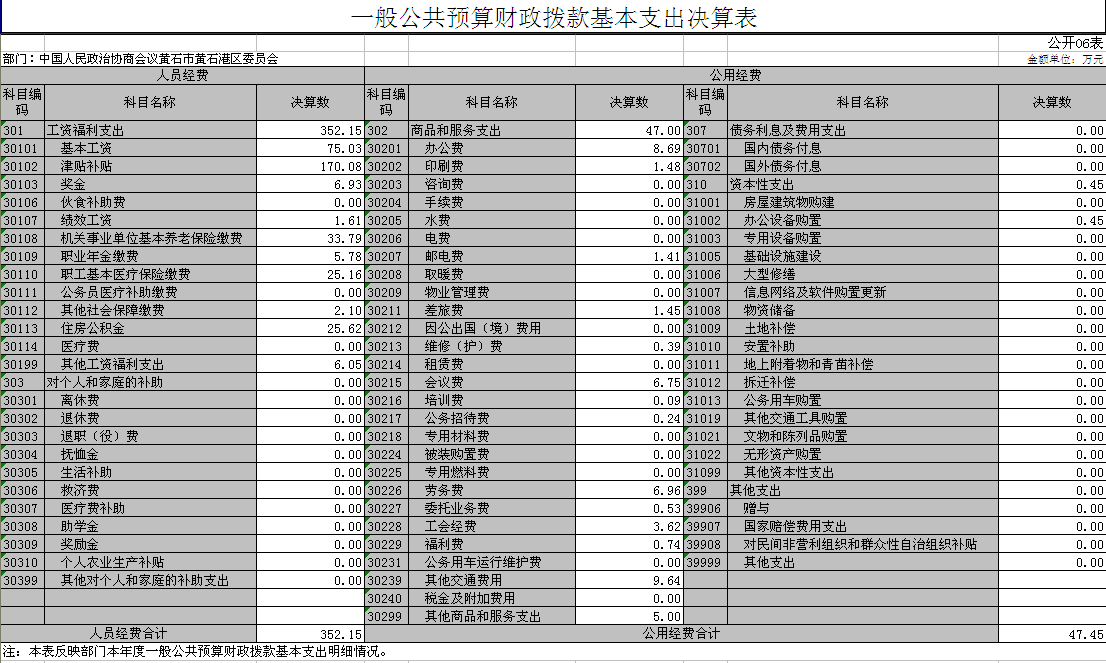 一般公共预算财政拨款基本支出决算表
公开06表
部门：中国人民政治协商会议黄石市黄石港区委员会 金额单位：万元
人员经费 公用经费
科目编码 科目名称 决算数 科目编码 科目名称 决算数 科目编码 科目名称 决算数
301 工资福利支出 352.15 302 商品和服务支出 47.00 307 债务利息及费用支出 0.00
30101 基本工资 75.03 30201 办公费 8.69 30701 国内债务付息 0.00
30102 津贴补贴 170.08 30202 印刷费 1.48 30702 国外债务付息 0.00
30103 奖金 6.93 30203 咨询费 0.00 310 资本性支出 0.45
30106 伙食补助费 0.00 30204 手续费 0.00 31001 房屋建筑物购建 0.00
30107 绩效工资 1.61 30205 水费 0.00 31002 办公设备购置 0.45
30108 机关事业单位基本养老保险缴费 33.79 30206 电费 0.00 31003 专用设备购置 0.00
30109 职业年金缴费 5.78 30207 邮电费 1.41 31005 基础设施建设 0.00
30110 职工基本医疗保险缴费 25.16 30208 取暖费 0.00 31006 大型修缮 0.00
30111 公务员医疗补助缴费 0.00 30209 物业管理费 0.00 31007 信息网络及软件购置更新 0.00
30112 其他社会保障缴费 2.10 30211 差旅费 1.45 31008 物资储备 0.00
30113 住房公积金 25.62 30212 因公出国（境）费用 0.00 31009 土地补偿 0.00
30114 医疗费 0.00 30213 维修（护）费 0.39 31010 安置补助 0.00
30199 其他工资福利支出 6.05 30214 租赁费 0.00 31011 地上附着物和青苗补偿 0.00
303 对个人和家庭的补助 0.00 30215 会议费 6.75 31012 拆迁补偿 0.00
30301 离休费 0.00 30216 培训费 0.09 31013 公务用车购置 0.00
30302 退休费 0.00 30217 公务招待费 0.24 31019 其他交通工具购置 0.00
30303 退职（役）费 0.00 30218 专用材料费 0.00 31021 文物和陈列品购置 0.00
30304 抚恤金 0.00 30224 被装购置费 0.00 31022 无形资产购置 0.00
30305 生活补助 0.00 30225 专用燃料费 0.00 31099 其他资本性支出 0.00
30306 救济费 0.00 30226 劳务费 6.96 399 其他支出 0.00
30307 医疗费补助 0.00 30227 委托业务费 0.53 39906 赠与 0.00
30308 助学金 0.00 30228 工会经费 3.62 39907 国家赔偿费用支出 0.00
30309 奖励金 0.00 30229 福利费 0.74 39908 对民间非营利组织和群众性自治组织补贴 0.00
30310 个人农业生产补贴 0.00 30231 公务用车运行维护费 0.00 39999 其他支出 0.00
30399 其他对个人和家庭的补助支出 0.00 30239 其他交通费用 9.64
30240 税金及附加费用 0.00
30299 其他商品和服务支出 5.00
人员经费合计 352.15 公用经费合计 47.45
注：本表反映部门本年度一般公共预算财政拨款基本支出明细情况。